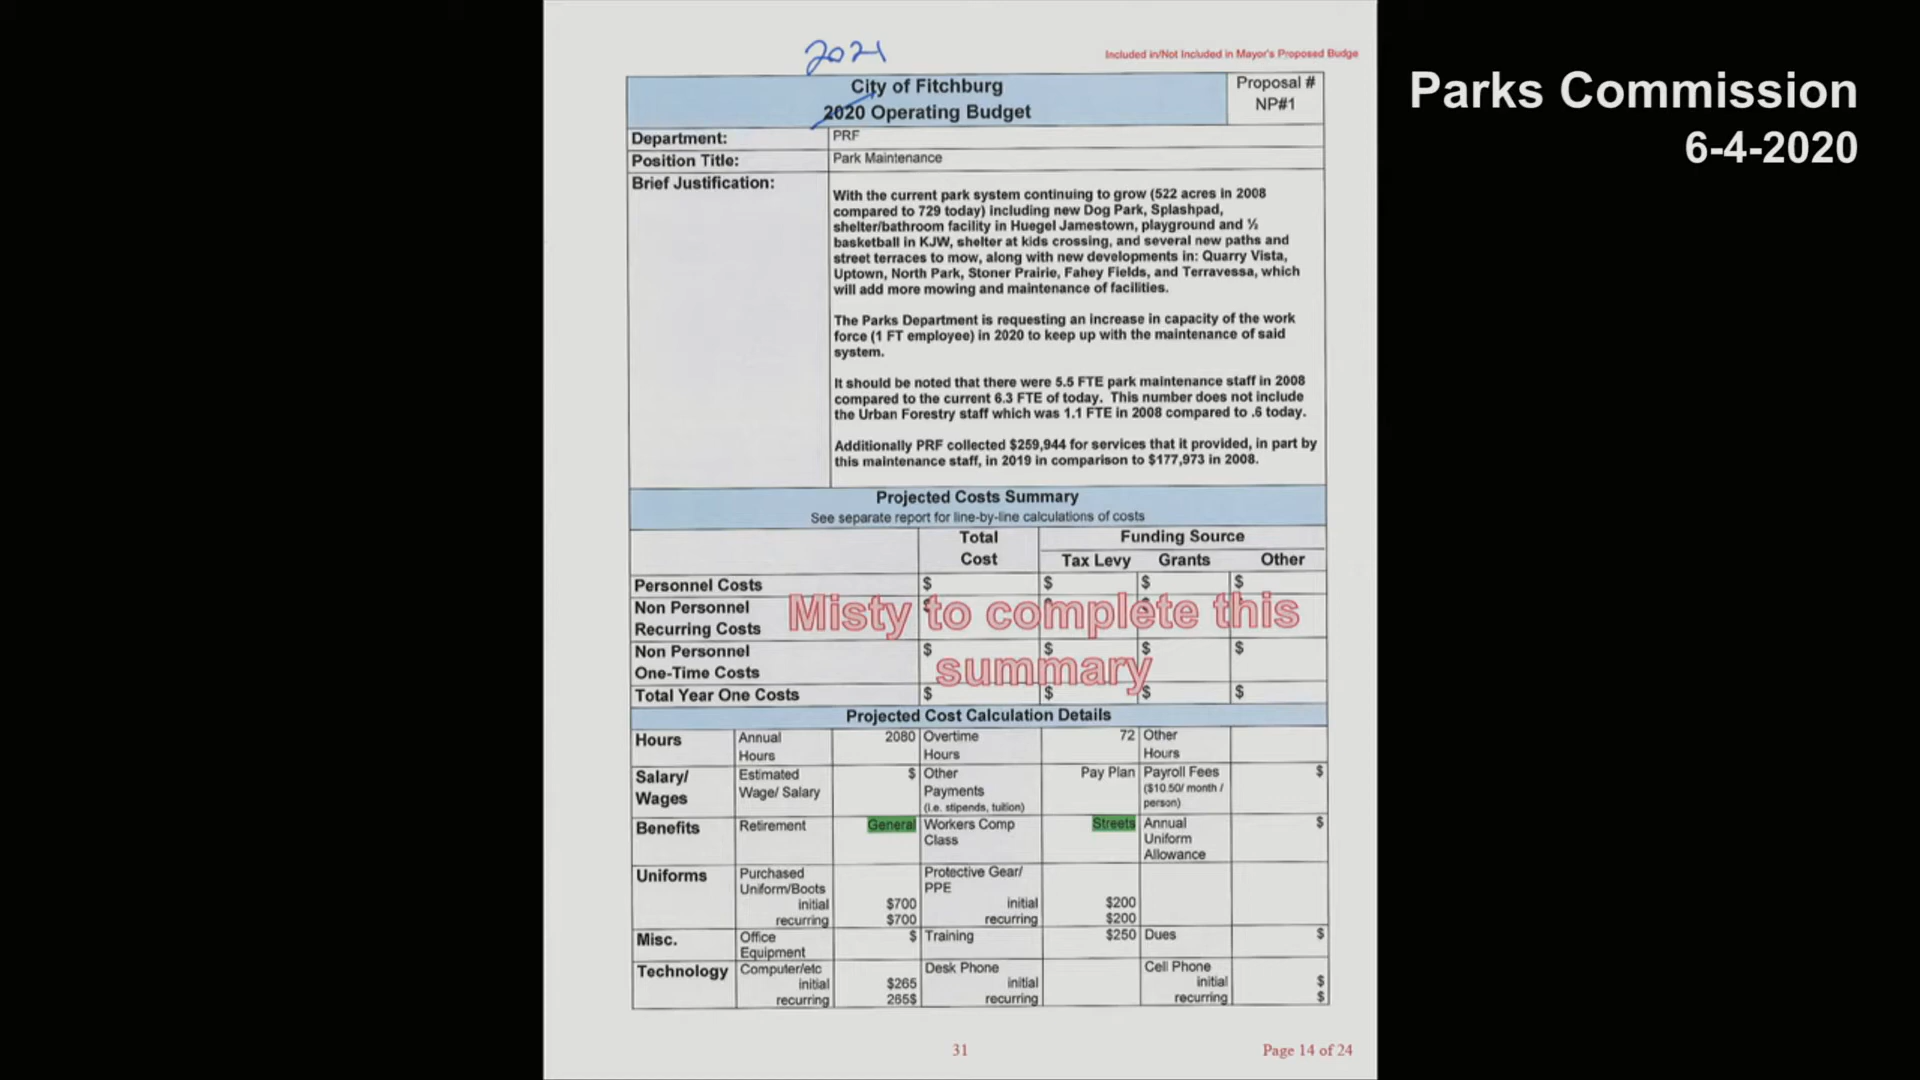 Parks Commission
6-4-2020
2021
Included in/Not Included in Mayor's Proposed Budge
City of Fitchburg
2020 Operating Budget
Proposal #
NP#1
Department:
PRF
Position Title:
Park Maintenance
Brief Justification:
With the current park system continuing to grow (522 acres in 2008
compared to 729 today) including new Dog Park, Splashpad,
shelter/bathroom facility in Huegel Jamestown, playground and ½
basketball in KJW, shelter at kids crossing, and several new paths and
street terraces to mow, along with new developments in: Quarry Vista,
Uptown, North Park, Stoner Prairie, Fahey Fields, and Terravessa, which
will add more mowing and maintenance of facilities.
The Parks Department is requesting an increase in capacity of the work
force (1 FT employee) in 2020 to keep up with the maintenance of said
system.
It should be noted that there were 5.5 FTE park maintenance staff in 2008
compared to the current 6.3 FTE of today. This number does not include
the Urban Forestry staff which was 1.1 FTE in 2008 compared to .6 today.
Additionally PRF collected $259,944 for services that it provided, in part by
this maintenance staff, in 2019 in comparison to $177,973 in 2008.
Projected Costs Summary
See separate report for line-by-line calculations of costs
Total
Cost
Funding Source
Tax Levy Grants Other
Personnel Costs $ $ $ $
Non Personnel
Recurring Costs
Misty to complete this
summary
Non Personnel
One-Time Costs $ $ $ $
Total Year One Costs $ $ $ $
Projected Cost Calculation Details
Hours Annual
Hours 2080 Overtime
Hours 72 Other
Hours
Salary/
Wages Estimated
Wage/ Salary $ Other
Payments
(i.e. stipends, tuition) Pay Plan Payroll Fees
($10.50/ month /
person) $
Benefits Retirement General Workers Comp
Class Streets Annual
Uniform
Allowance $
Uniforms Purchased
Uniform/Boots
initial $700
recurring $700
Protective Gear/
PPE
initial $200
recurring $200
Misc. Office
Equipment $ Training $250 Dues $
Technology Computer/etc
initial $265
recurring 265$
Desk Phone
initial
recurring
Cell Phone
initial $
recurring $
31
Page 14 of 24